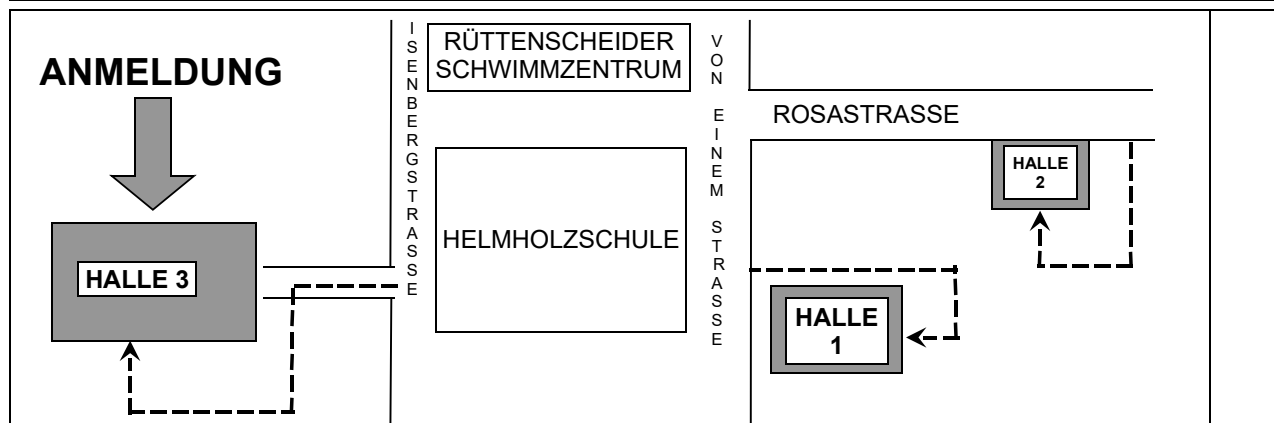 ANMELDUNG
HALLE 3
ISENBERGSTRASSE
RÜTTENSCHEIDER
SCHWIMMZENTRUM
HELMHOLZSCHULE
VON EINEM STRASSE
ROSASTRASSE
HALLE
2
HALLE
1